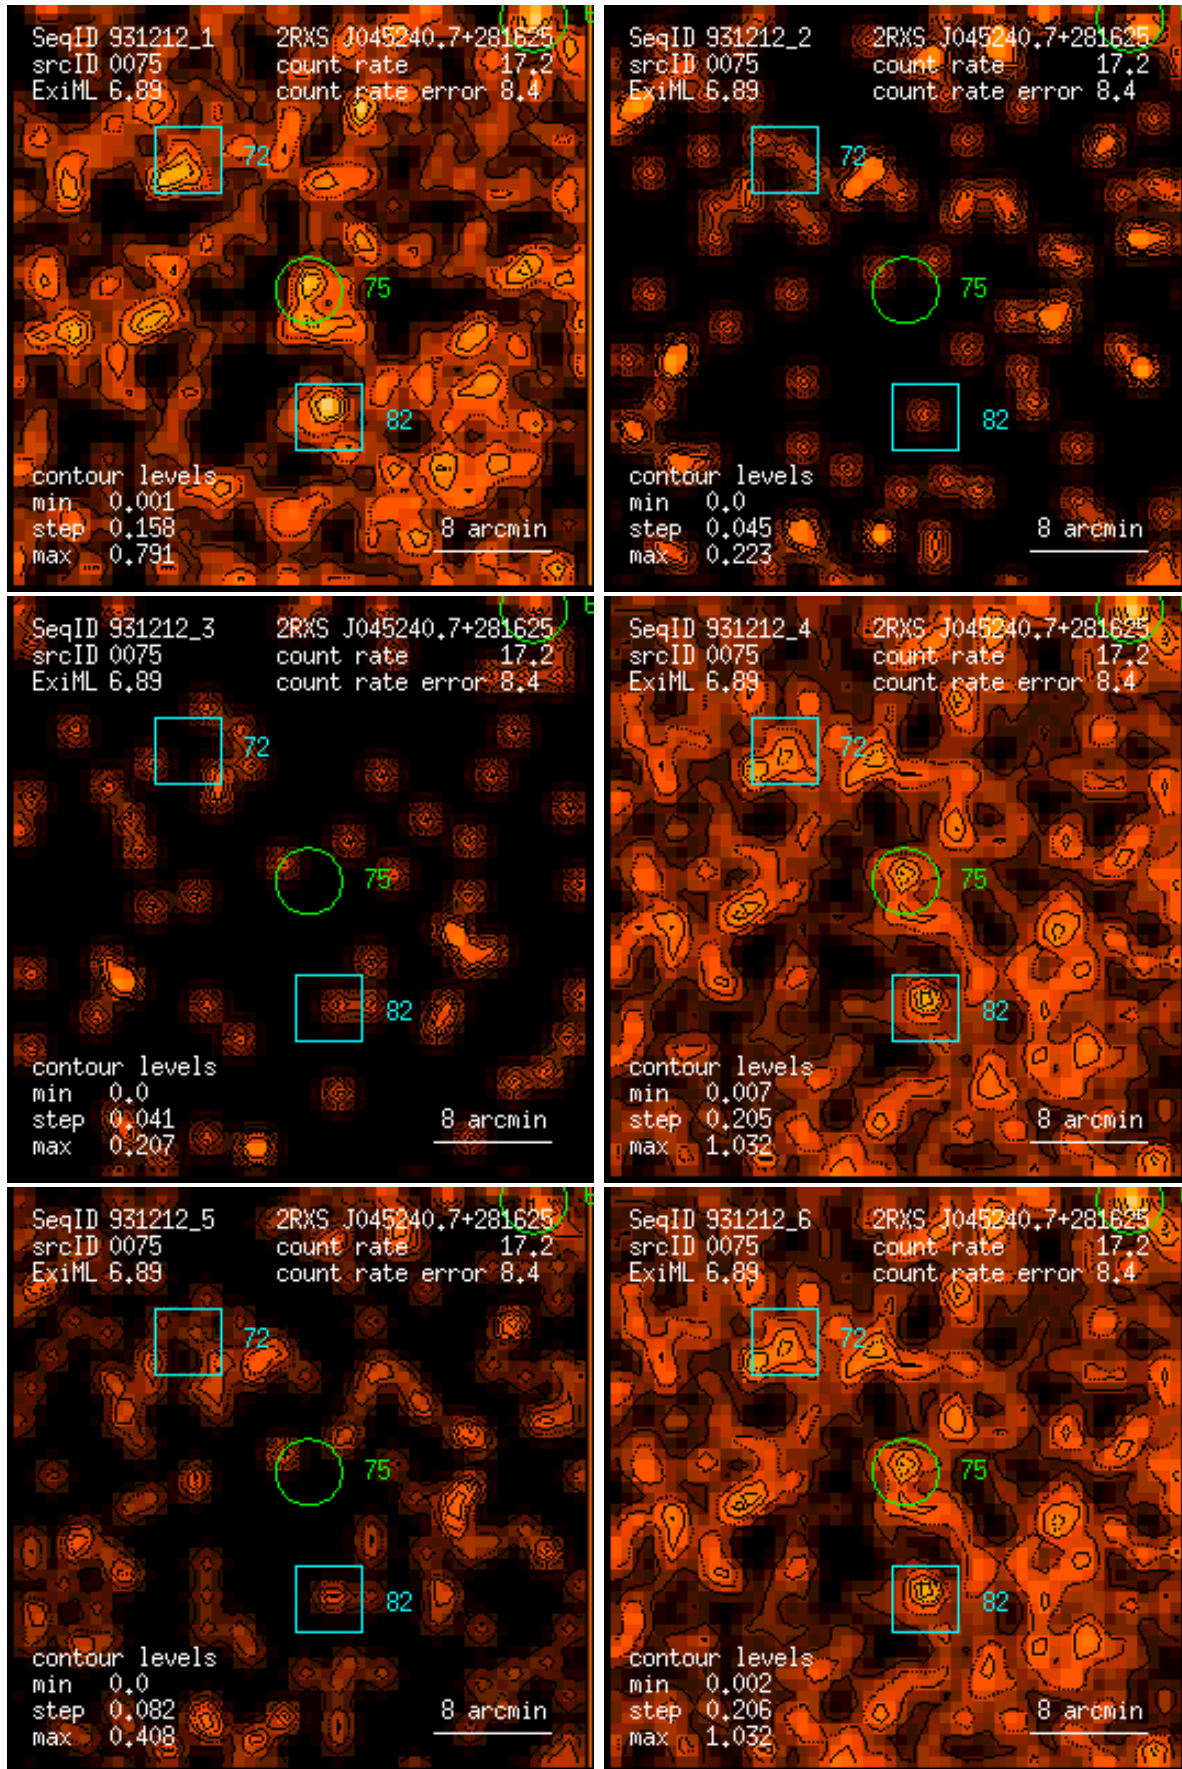 SeqID 931212_1 2RXS J045240.7+281625
srcID 0075 count rate 17.2
ExiML 6.89 count rate error 8.4
72
75
82
contour levels
min 0.001
step 0.158
max 0.791
8 arcmin
SeqID 931212_2 2RXS J045240.7+281625
srcID 0075 count rate 17.2
ExiML 6.89 count rate error 8.4
72
75
82
contour levels
min 0.0
step 0.045
max 0.223
8 arcmin
SeqID 931212_3 2RXS J045240.7+281625
srcID 0075 count rate 17.2
ExiML 6.89 count rate error 8.4
72
75
82
contour levels
min 0.0
step 0.041
max 0.207
8 arcmin
SeqID 931212_4 2RXS J045240.7+281625
srcID 0075 count rate 17.2
ExiML 6.89 count rate error 8.4
72
75
82
contour levels
min 0.007
step 0.205
max 1.032
8 arcmin
SeqID 931212_5 2RXS J045240.7+281625
srcID 0075 count rate 17.2
ExiML 6.89 count rate error 8.4
72
75
82
contour levels
min 0.0
step 0.082
max 0.408
8 arcmin
SeqID 931212_6 2RXS J045240.7+281625
srcID 0075 count rate 17.2
ExiML 6.89 count rate error 8.4
72
75
82
contour levels
min 0.002
step 0.206
max 1.032
8 arcmin